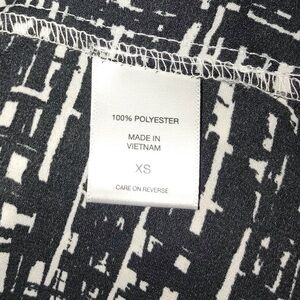 100% POLYESTER
MADE IN
VIETNAM
XS
CARE ON REVERSE